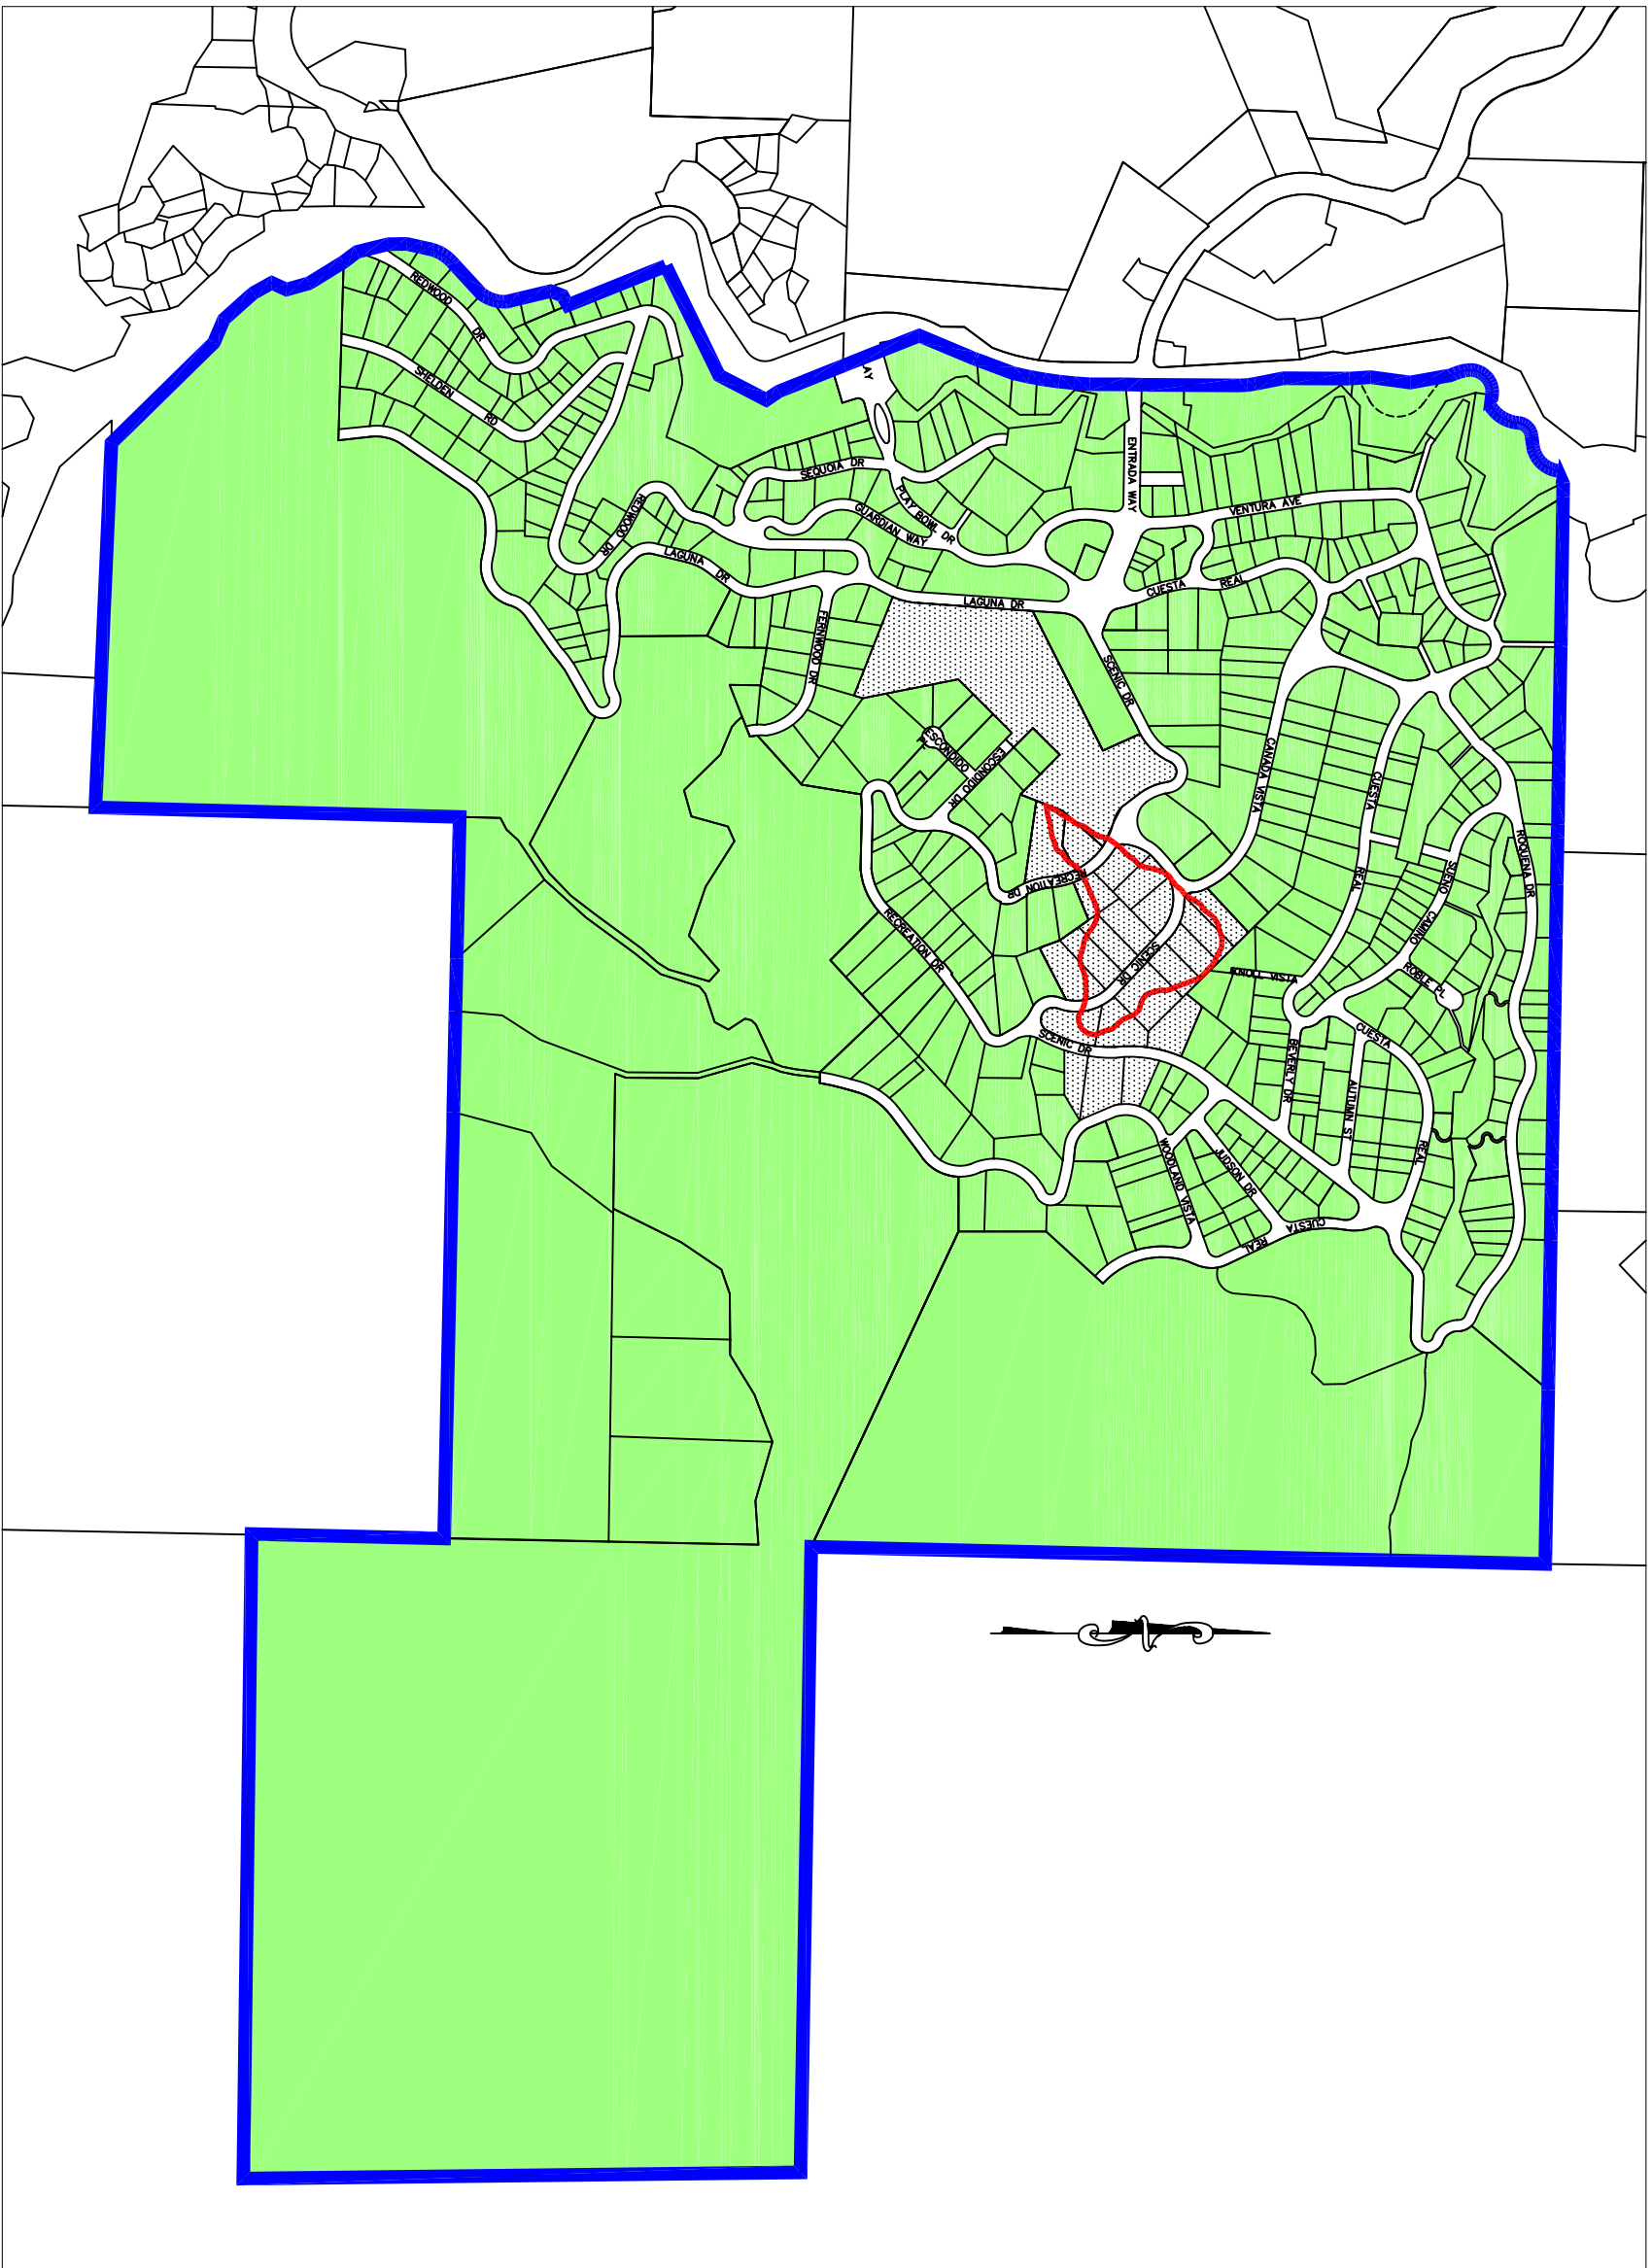 REDWOOD
DR
SHELDEN
RD
AY
SEQUOIA DR
PLAY BOWL DR
GUARDIAN WAY
ENTRADA WAY
VENTURA AVE
REDWOOD
DR
LAGUNA
DR
LAGUNA DR
CUESTA
REAL
FERNWOOD DR
SCENIC DR
ESCONDIDO
PL
ESCONDIDO DR
CANADA VISTA
CUESTA
REAL
ROQUENA DR
SUENO
CAMINO
RECREATION DR
RECREATION DR
SCENIC DR
KNOLL VISTA
ROBLE PL
SCENIC DR
CUESTA
REAL
BEVERLY DR
AUTUMN ST
WOODLAND VISTA
JUDSON DR
CUESTA
REAL